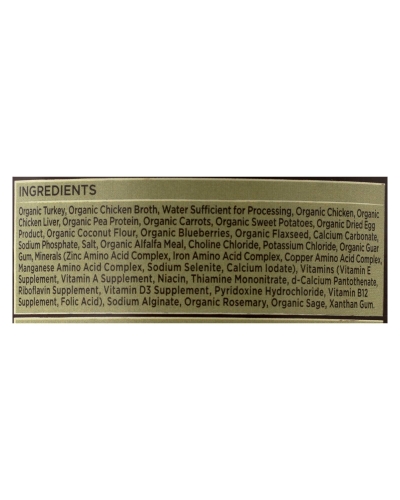 INGREDIENTS
Organic Turkey, Organic Chicken Broth, Water Sufficient for Processing, Organic Chicken, Organic
Chicken Liver, Organic Pea Protein, Organic Carrots, Organic Sweet Potatoes, Organic Dried Egg
Product, Organic Coconut Flour, Organic Blueberries, Organic Flaxseed, Calcium Carbonate,
Sodium Phosphate, Salt, Organic Alfalfa Meal, Choline Chloride, Potassium Chloride, Organic Guar
Gum, Minerals (Zinc Amino Acid Complex, Iron Amino Acid Complex, Copper Amino Acid Complex,
Manganese Amino Acid Complex, Sodium Selenite, Calcium Iodate), Vitamins (Vitamin E
Supplement, Vitamin A Supplement, Niacin, Thiamine Mononitrate, d-Calcium Pantothenate,
Riboflavin Supplement, Vitamin D3 Supplement, Pyridoxine Hydrochloride, Vitamin B12
Supplement, Folic Acid), Sodium Alginate, Organic Rosemary, Organic Sage, Xanthan Gum.